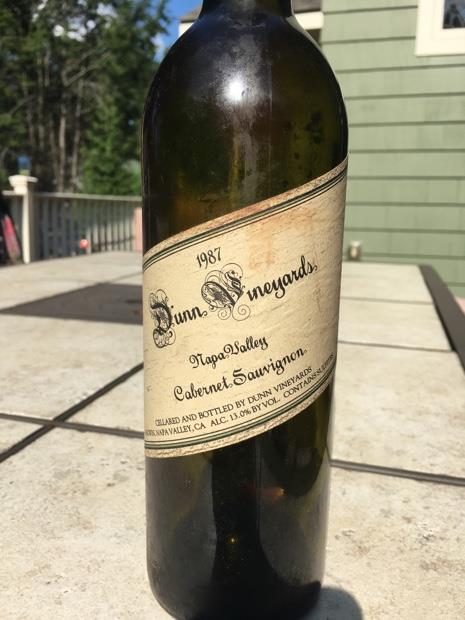 1987
Dunn Vineyards
Napa Valley
Cabernet Sauvignon
CELLARED AND BOTTLED BY DUNN VINEYARDS
NAPA VALLEY, CA ALC. 13.0% BY VOL. CONTAINS SULFITES